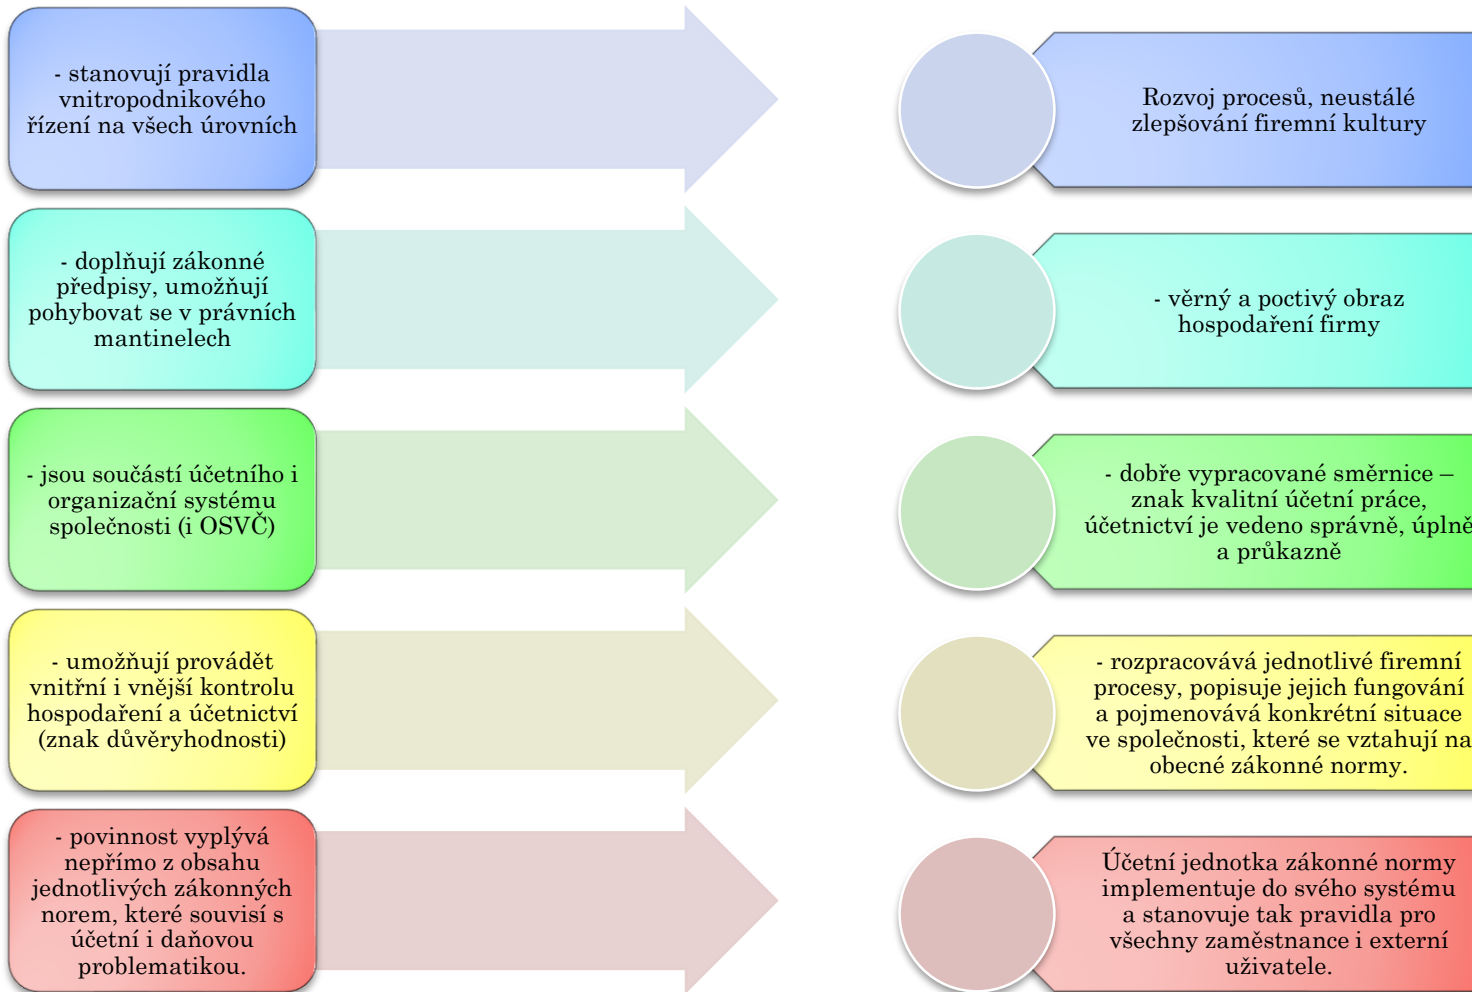 - stanovují pravidla
vnitropodnikového
řízení na všech úrovních
Rozvoj procesů, neustálé
zlepšování firemní kultury
- doplňují zákonné
předpisy, umožňují
pohybovat se v právních
mantinelech
- věrný a poctivý obraz
hospodaření firmy
- jsou součástí účetního i
organizační systému
společnosti (i OSVČ)
- dobře vypracované směrnice –
znak kvalitní účetní práce,
účetnictví je vedeno správně, úplně
a průkazně
- umožňují provádět
vnitřní i vnější kontrolu
hospodaření a účetnictví
(znak důvěryhodnosti)
- rozpracovává jednotlivé firemní
procesy, popisuje jejich fungování
a pojmenovává konkrétní situace
ve společnosti, které se vztahují na
obecné zákonné normy.
- povinnost vyplývá
nepřímo z obsahu
jednotlivých zákonných
norem, které souvisí s
účetní i daňovou
problematikou.
Účetní jednotka zákonné normy
implementuje do svého systému
a stanovuje tak pravidla pro
všechny zaměstnance i externí
uživatele.